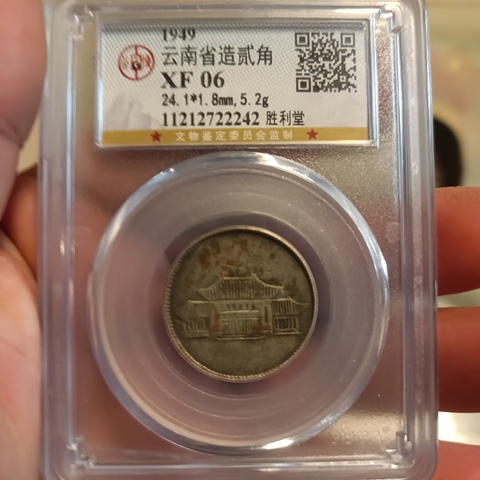 1949
云南省造贰角
XF 06
24.1*1.8mm,5.2g
11212722242 胜利堂
★ 文物鉴定委员会监制 ★